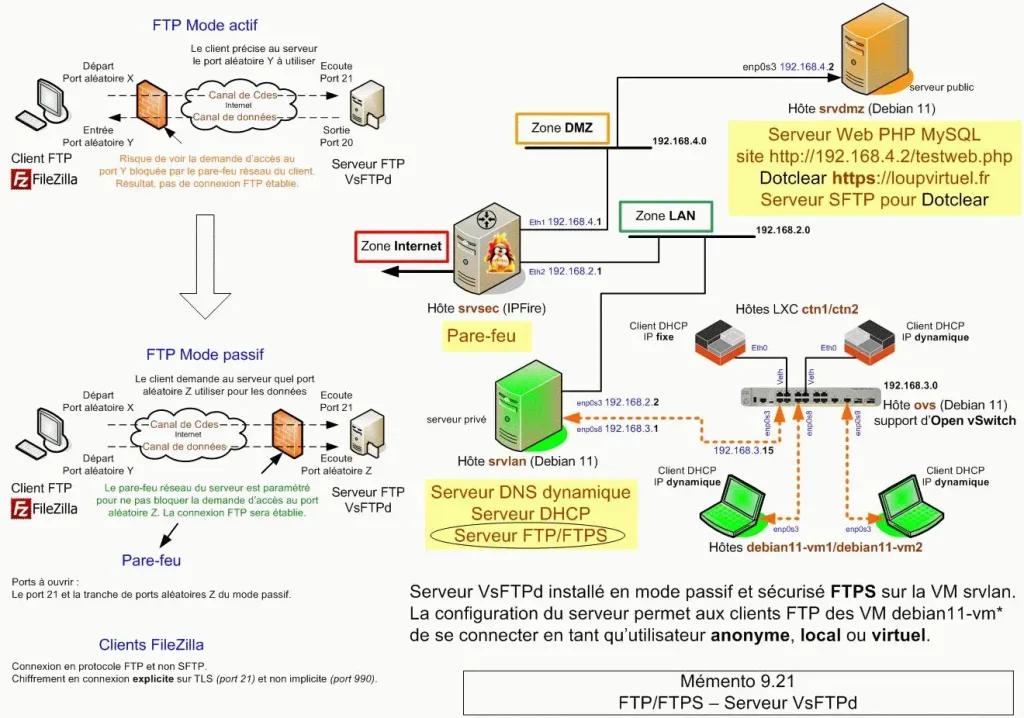 FTP Mode actif
Le client précise au serveur
le port aléatoire Y à utiliser
Départ
Port aléatoire X
Ecoute
Port 21
Canal de Cdes
Internet
Canal de données
Entrée
Port aléatoire Y
Sortie
Port 20
Client FTP
FZ FileZilla
Risque de voir la demande d'accès au
port Y bloquée par le pare-feu réseau du client.
Résultat, pas de connexion FTP établie.
Serveur FTP
VsFTPd
FTP Mode passif
Le client demande au serveur quel port
aléatoire Z utiliser pour les données
Départ
Port aléatoire X
Ecoute
Port 21
Canal de Cdes
Internet
Canal de données
Départ
Port aléatoire Y
Ecoute
Port aléatoire Z
Client FTP
FZ FileZilla
Le pare-feu réseau du serveur est paramétré
pour ne pas bloquer la demande d'accès au port
aléatoire Z. La connexion FTP sera établie.
Serveur FTP
VsFTPd
Pare-feu
Ports à ouvrir :
Le port 21 et la tranche de ports aléatoires Z du mode passif.
Clients FileZilla
Connexion en protocole FTP et non SFTP.
Chiffrement en connexion explicite sur TLS (port 21) et non implicite (port 990).
enp0s3 192.168.4.2
serveur public
Hôte srvdmz (Debian 11)
Zone DMZ
192.168.4.0
Serveur Web PHP MySQL
site http://192.168.4.2/testweb.php
Dotclear https://loupvirtuel.fr
Serveur SFTP pour Dotclear
Zone LAN
192.168.2.0
Eth1 192.168.4.1
Zone Internet
Eth2 192.168.2.1
Hôte srvsec (IPFire)
Pare-feu
Hôtes LXC ctn1/ctn2
Client DHCP
IP fixe
Client DHCP
IP dynamique
Eth0
Eth0
Veth
Veth
192.168.3.0
Hôte ovs (Debian 11)
support d'Open vSwitch
enp0s3
enp0s8
enp0s9
serveur privé
enp0s3 192.168.2.2
enp0s8 192.168.3.1
192.168.3.15
Hôte srvlan (Debian 11)
Serveur DNS dynamique
Serveur DHCP
Serveur FTP/FTPS
Client DHCP
IP dynamique
Client DHCP
IP dynamique
enp0s3
enp0s3
Hôtes debian11-vm1/debian11-vm2
Serveur VsFTPd installé en mode passif et sécurisé FTPS sur la VM srvlan.
La configuration du serveur permet aux clients FTP des VM debian11-vm*
de se connecter en tant qu'utilisateur anonyme, local ou virtuel.
Mémento 9.21
FTP/FTPS – Serveur VsFTPd